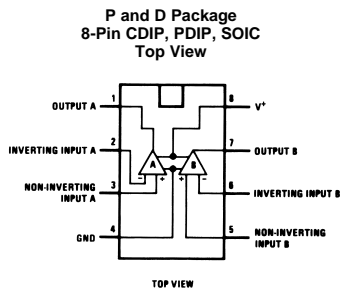 P and D Package
8-Pin CDIP, PDIP, SOIC
Top View
OUTPUT A
1
8
V+
INVERTING INPUT A
2
7
OUTPUT B
A
B
-
+
+
-
NON-INVERTING
INPUT A
3
6
INVERTING INPUT B
GND
4
5
NON-INVERTING
INPUT B
TOP VIEW